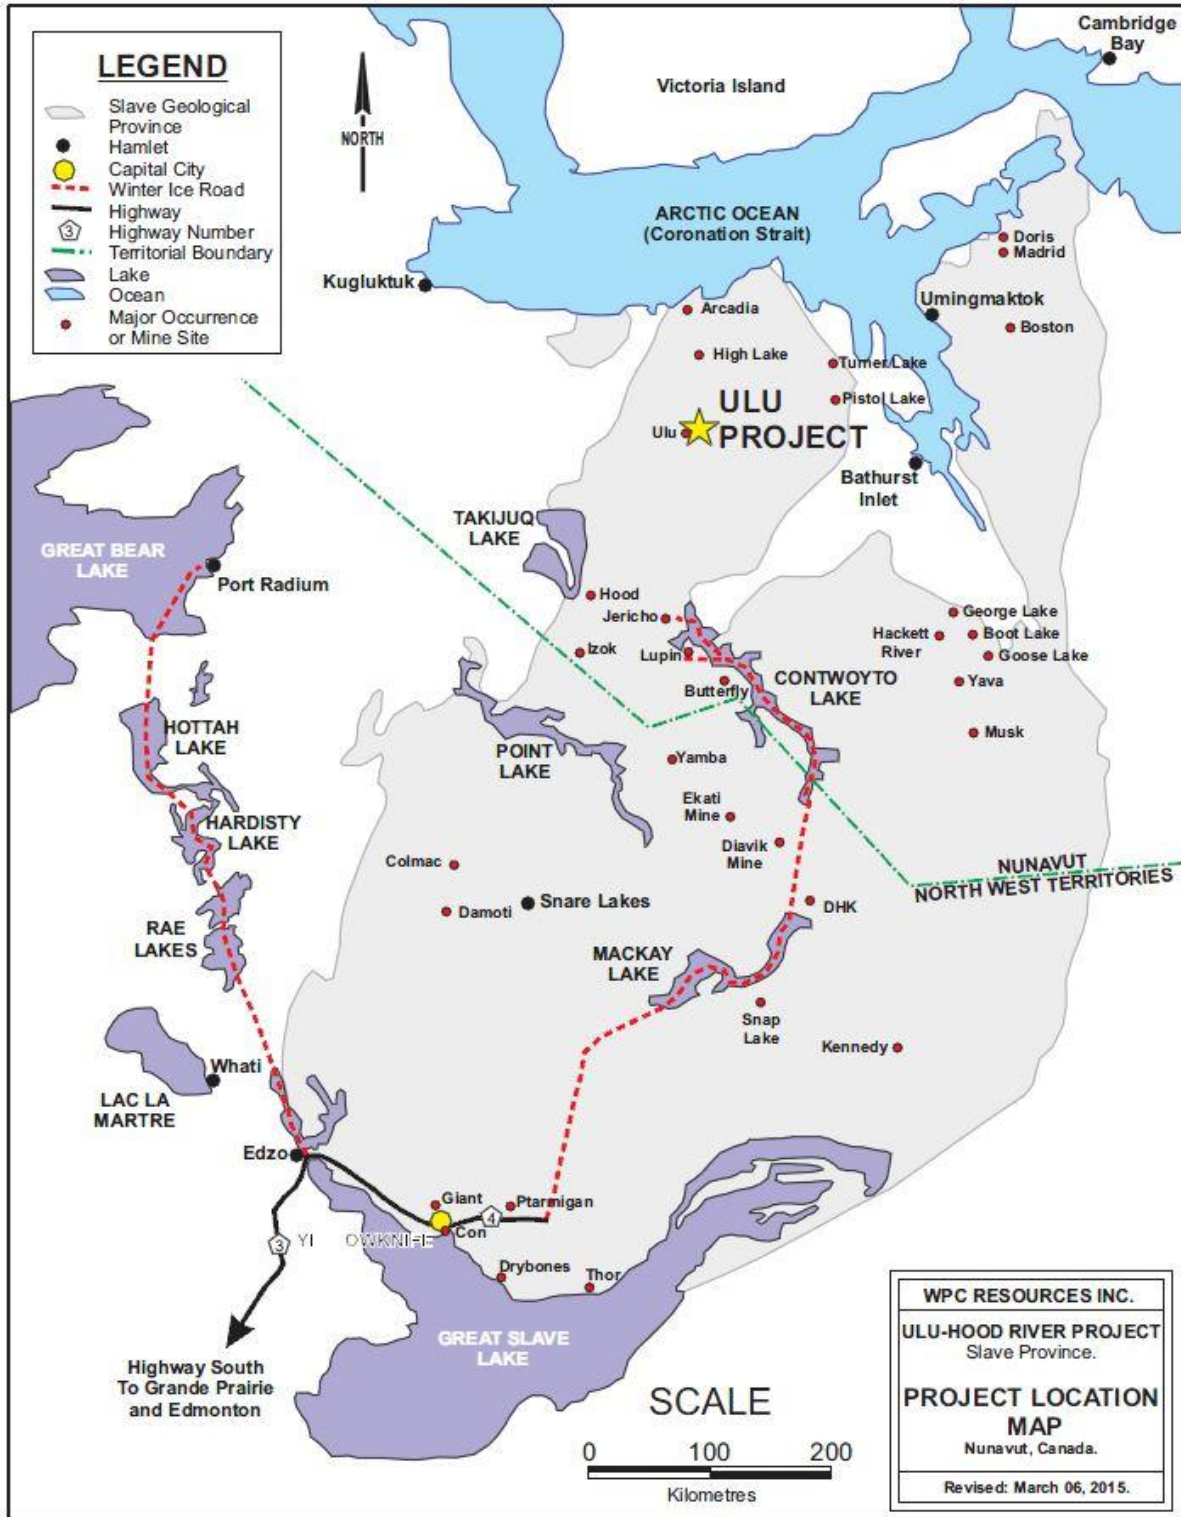 LEGEND
Slave Geological
Province
Hamlet
Capital City
Winter Ice Road
Highway
3
Highway Number
Territorial Boundary
Lake
Ocean
Major Occurrence
or Mine Site
NORTH
Cambridge
Bay
Victoria Island
ARCTIC OCEAN
(Coronation Strait)
Doris
Madrid
Kugluktuk
Umingmaktok
Arcadia
Boston
High Lake
Turner Lake
Pistol Lake
ULU
PROJECT
Ulu
Bathurst
Inlet
TAKIJUQ
LAKE
GREAT BEAR
LAKE
Port Radium
Hood
Jericho
George Lake
Hackett
River
Boot Lake
Goose Lake
Izok
Lupin
Butterfly
CONTWOYTO
LAKE
Yava
HOTTAH
LAKE
POINT
LAKE
Musk
Yamba
Ekati
Mine
HARDISTY
LAKE
Diavik
Mine
Colmac
NUNAVUT
NORTH WEST TERRITORIES
Snare Lakes
Damoti
DHK
RAE
LAKES
MACKAY
LAKE
Snap
Lake
Kennedy
Whati
LAC LA
MARTRE
Edzo
Giant
Ptarmigan
4
Con
3
YI OWKNIFE
Drybones
Thor
GREAT SLAVE
LAKE
Highway South
To Grande Prairie
and Edmonton
SCALE
0 100 200
Kilometres
WPC RESOURCES INC.
ULU-HOOD RIVER PROJECT
Slave Province.
PROJECT LOCATION
MAP
Nunavut, Canada.
Revised: March 06, 2015.